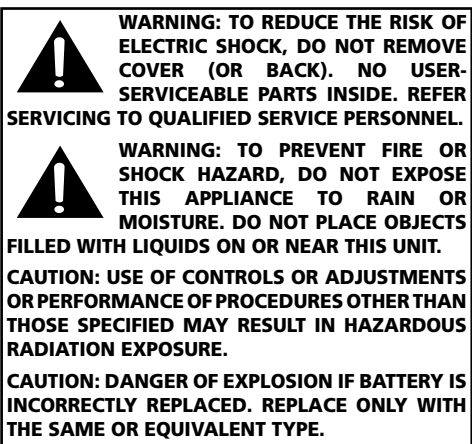 WARNING: TO REDUCE THE RISK OF
ELECTRIC SHOCK, DO NOT REMOVE
COVER (OR BACK). NO USER-
SERVICEABLE PARTS INSIDE. REFER
SERVICING TO QUALIFIED SERVICE PERSONNEL.
WARNING: TO PREVENT FIRE OR
SHOCK HAZARD, DO NOT EXPOSE
THIS APPLIANCE TO RAIN OR
MOISTURE. DO NOT PLACE OBJECTS
FILLED WITH LIQUIDS ON OR NEAR THIS UNIT.
CAUTION: USE OF CONTROLS OR ADJUSTMENTS
OR PERFORMANCE OF PROCEDURES OTHER THAN
THOSE SPECIFIED MAY RESULT IN HAZARDOUS
RADIATION EXPOSURE.
CAUTION: DANGER OF EXPLOSION IF BATTERY IS
INCORRECTLY REPLACED. REPLACE ONLY WITH
THE SAME OR EQUIVALENT TYPE.